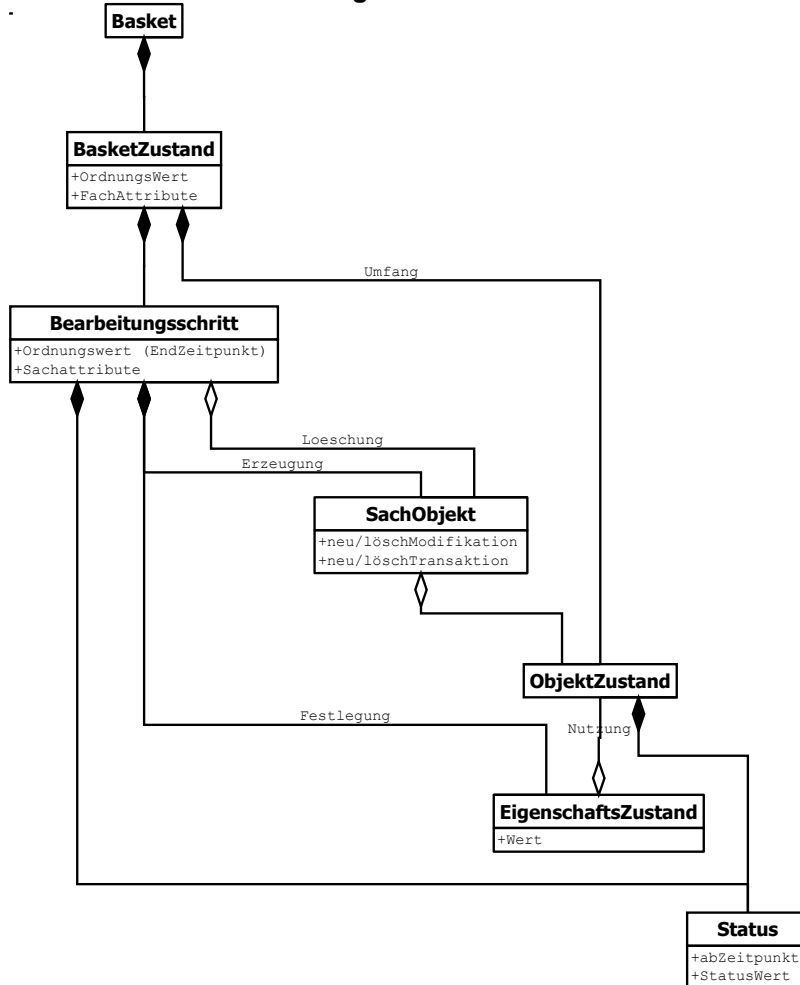 Basket
BasketZustand
+OrdnungsWert
+FachAttribute
Umfang
Bearbeitungsschritt
+Ordnungswert (EndZeitpunkt)
+Sachattribute
Loeschung
Erzeugung
SachObjekt
+neu/löschModifikation
+neu/löschTransaktion
ObjektZustand
Festlegung
Nutzung
EigenschaftsZustand
+Wert
Status
+abZeitpunkt
+StatusWert